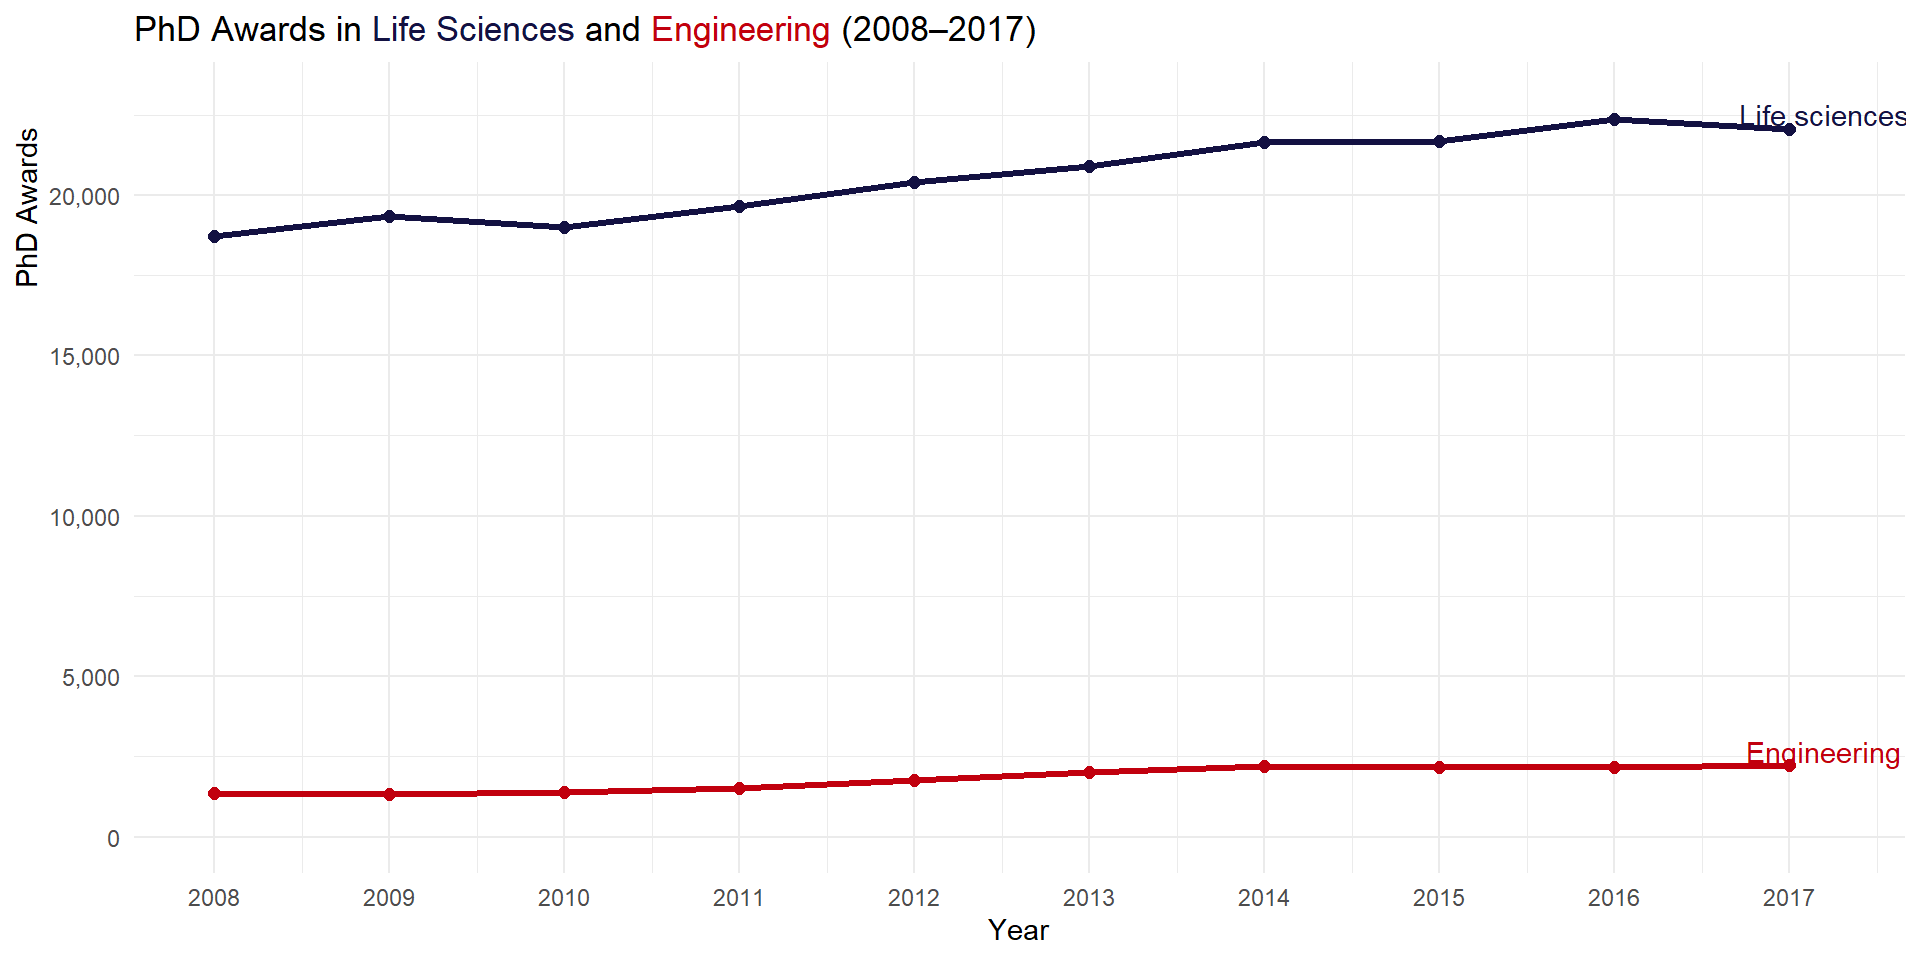 PhD Awards in Life Sciences and Engineering (2008–2017)
PhD Awards
20,000
15,000
10,000
5,000
0
Life sciences
Engineering
2008 2009 2010 2011 2012 2013 2014 2015 2016 2017
Year